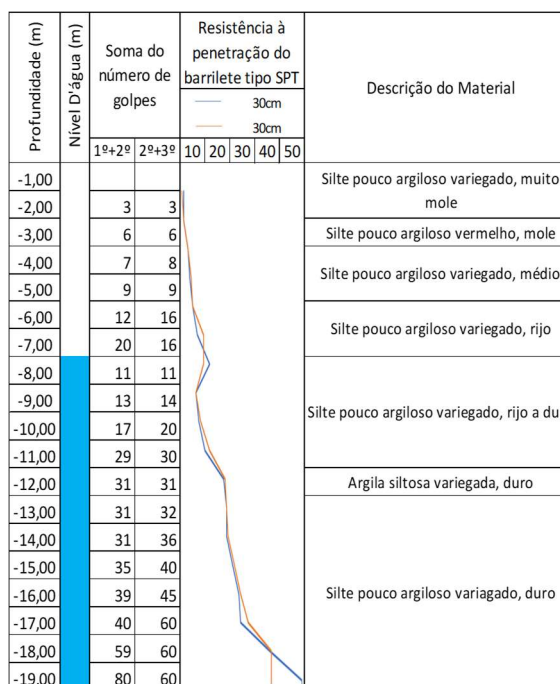 Profundidade (m)
Nível D'água (m)
Soma do
número de
golpes
1º+2º 2º+3º
Resistência à
penetração do
barrilete tipo SPT
30cm
30cm
10 20 30 40 50
Descrição do Material
-1,00
-2,00 3 3
Silte pouco argiloso variegado, muito
mole
-3,00 6 6 Silte pouco argiloso vermelho, mole
-4,00 7 8
-5,00 9 9
Silte pouco argiloso variegado, médio
-6,00 12 16
-7,00 20 16
Silte pouco argiloso variegado, rijo
-8,00 11 11
-9,00 13 14
-10,00 17 20
-11,00 29 30
Silte pouco argiloso variegado, rijo a du
-12,00 31 31 Argila siltosa variegada, duro
-13,00 31 32
-14,00 31 36
-15,00 35 40
-16,00 39 45
-17,00 40 60
-18,00 59 60
-19,00 80 60
Silte pouco argiloso variagado, duro